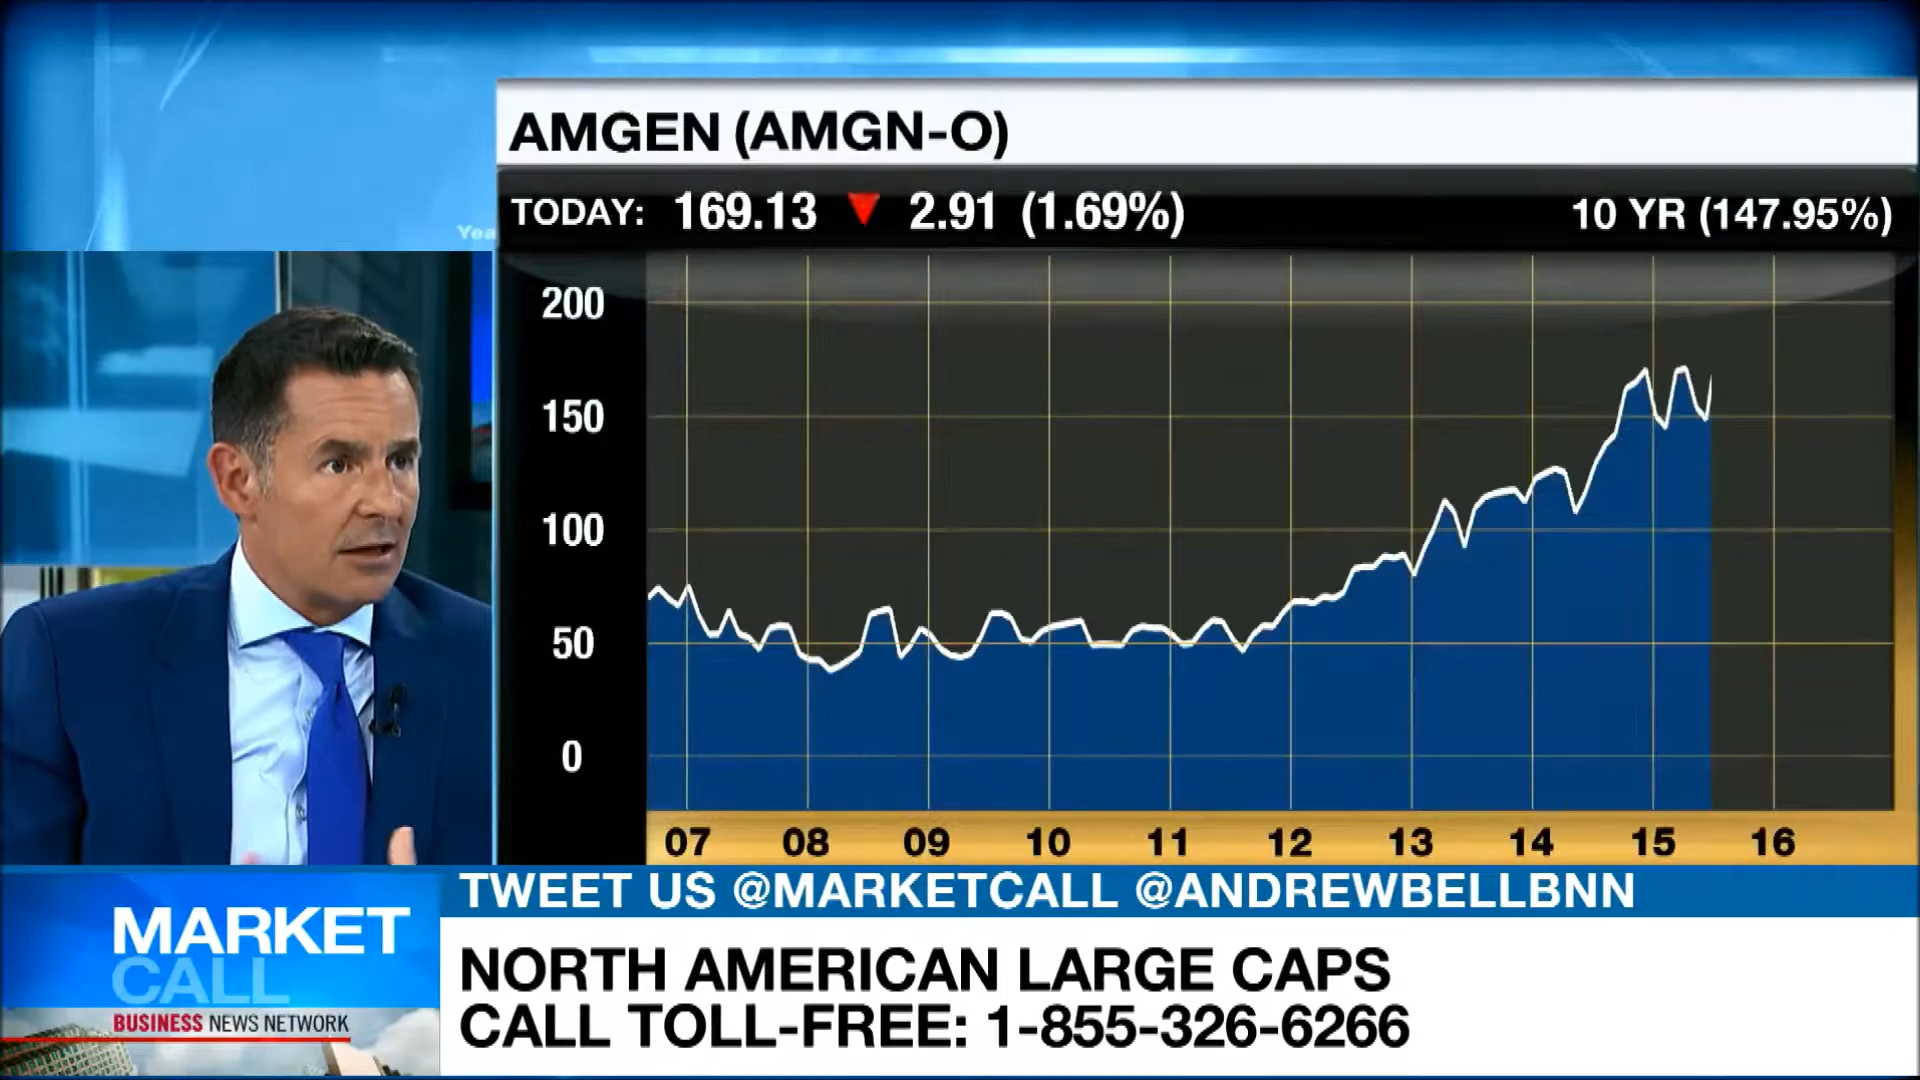 AMGEN (AMGN-O)
TODAY: 169.13 ▼ 2.91 (1.69%)
10 YR (147.95%)
Yea
200
150
100
50
0
07 08 09 10 11 12 13 14 15 16
TWEET US @MARKETCALL @ANDREWBELLBNN
MARKET
CALL
BUSINESS NEWS NETWORK
NORTH AMERICAN LARGE CAPS
CALL TOLL-FREE: 1-855-326-6266